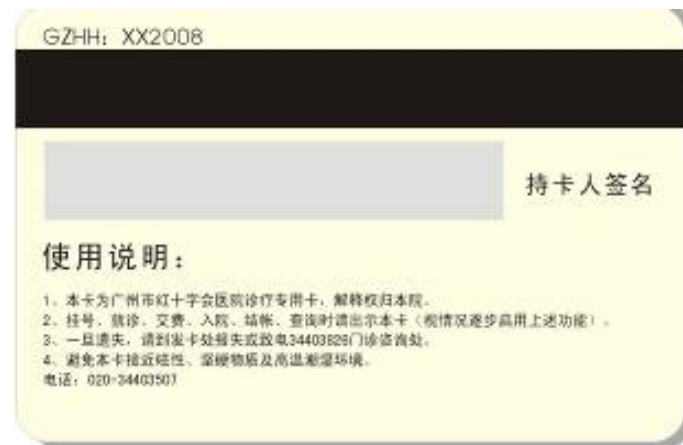 GZHH：XX2008
持卡人签名
使用说明：
1、本卡为广州市红十字会医院诊疗专用卡，解释权归本院。
2、挂号、就诊、交费、入院、结帐、查询时请出示本卡（视情况逐步启用上述功能）。
3、一旦遗失，请到发卡处报失或致电34403826门诊咨询处。
4、避免本卡接近磁性、坚硬物质及高温潮湿环境。
电话：020-34403507